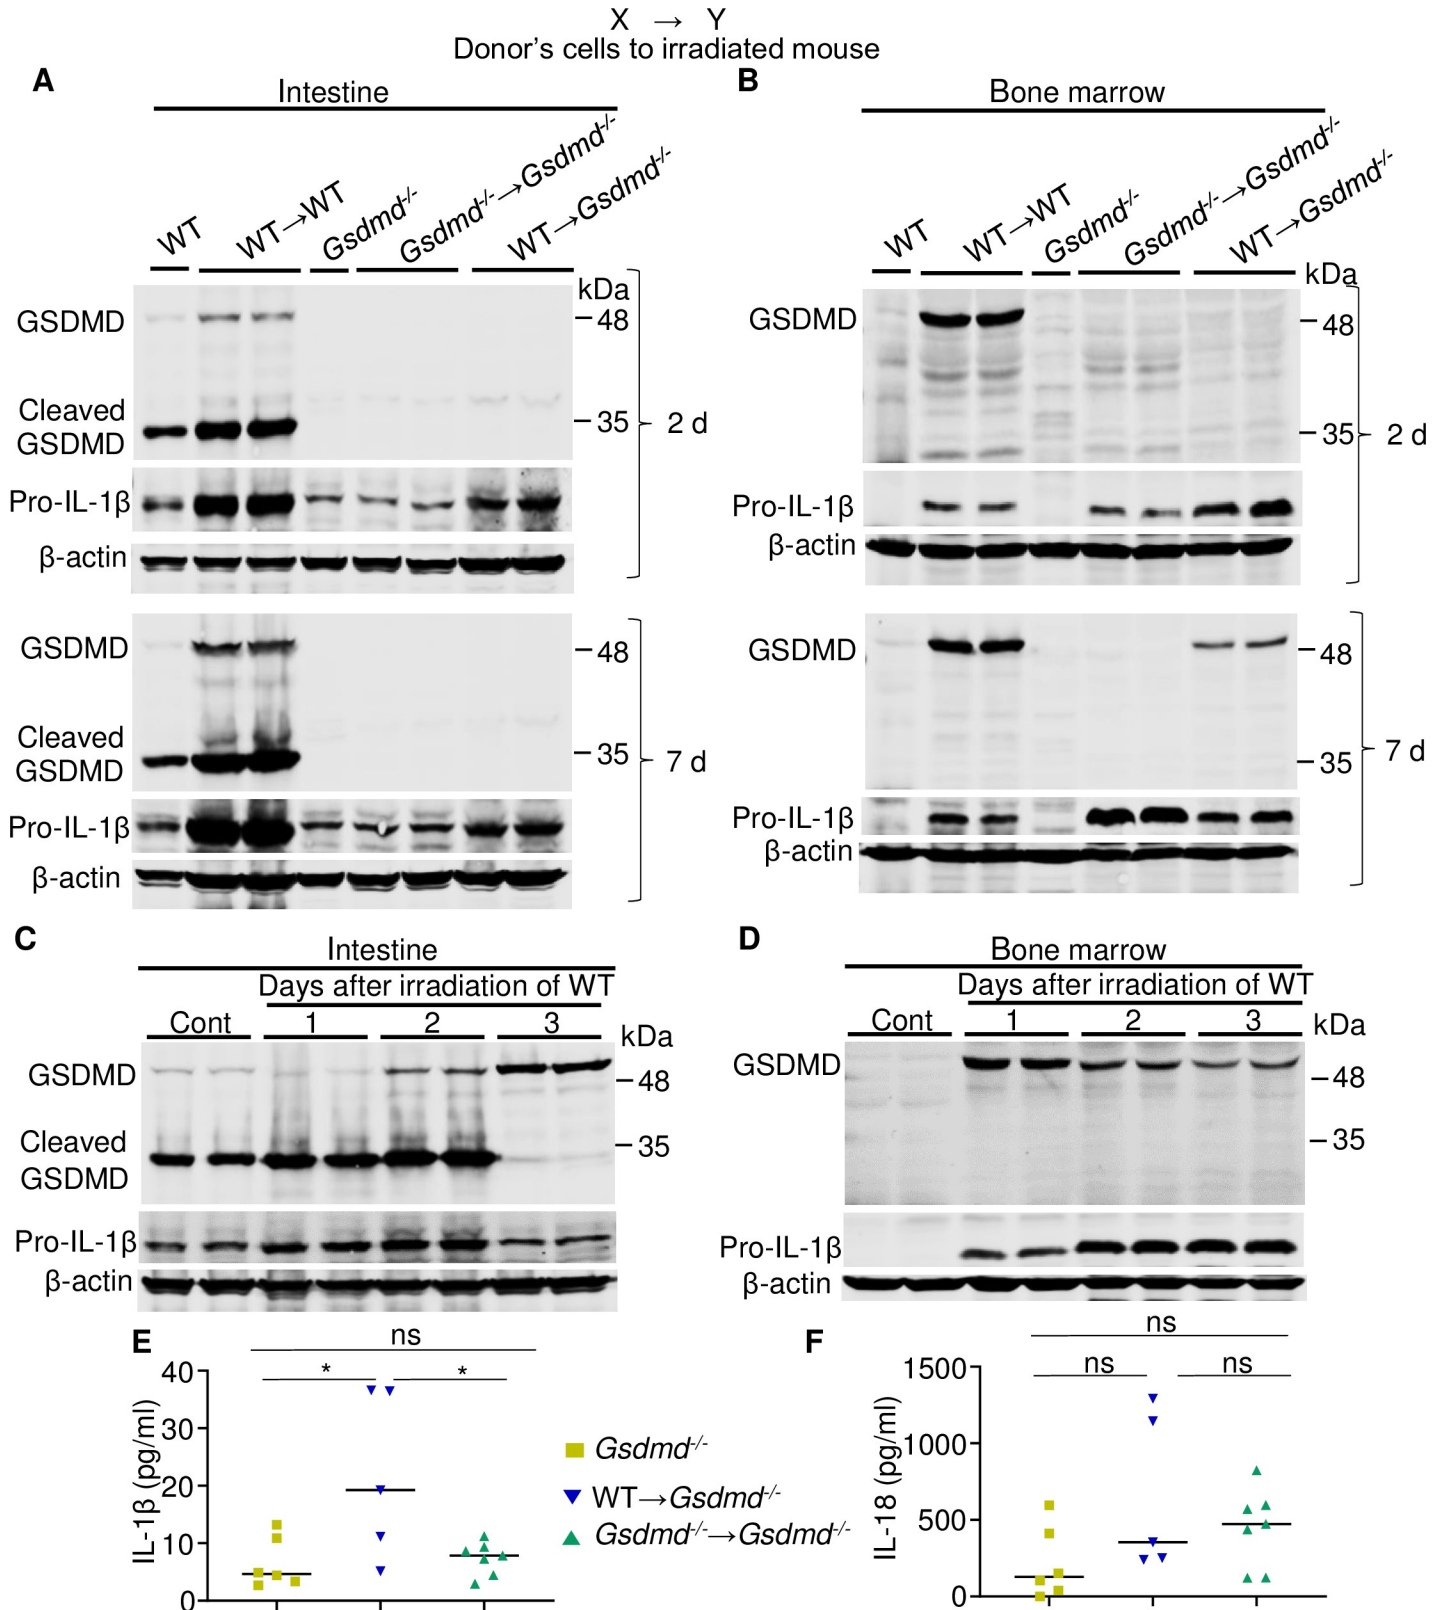 X → Y
Donor's cells to irradiated mouse
A
Intestine
WT
WT→WT
Gsdmd-/-
Gsdmd-/-→Gsdmd-/-
WT→Gsdmd-/-
kDa
GSDMD
48
Cleaved
GSDMD
35
2 d
Pro-IL-1β
β-actin
GSDMD
48
Cleaved
GSDMD
35
7 d
Pro-IL-1β
β-actin
B
Bone marrow
WT
WT→WT
Gsdmd-/-
Gsdmd-/-→Gsdmd-/-
WT→Gsdmd-/-
kDa
GSDMD
48
35
2 d
Pro-IL-1β
β-actin
GSDMD
48
35
7 d
Pro-IL-1β
β-actin
C
Intestine
Days after irradiation of WT
Cont 1 2 3
kDa
GSDMD
48
Cleaved
GSDMD
35
Pro-IL-1β
β-actin
D
Bone marrow
Days after irradiation of WT
Cont 1 2 3
kDa
GSDMD
48
35
Pro-IL-1β
β-actin
E
ns
* *
IL-1β (pg/ml)
40
30
20
10
0
Gsdmd-/-
WT→Gsdmd-/-
Gsdmd-/-→Gsdmd-/-
F
ns
ns ns
IL-18 (pg/ml)
1500
1000
500
0